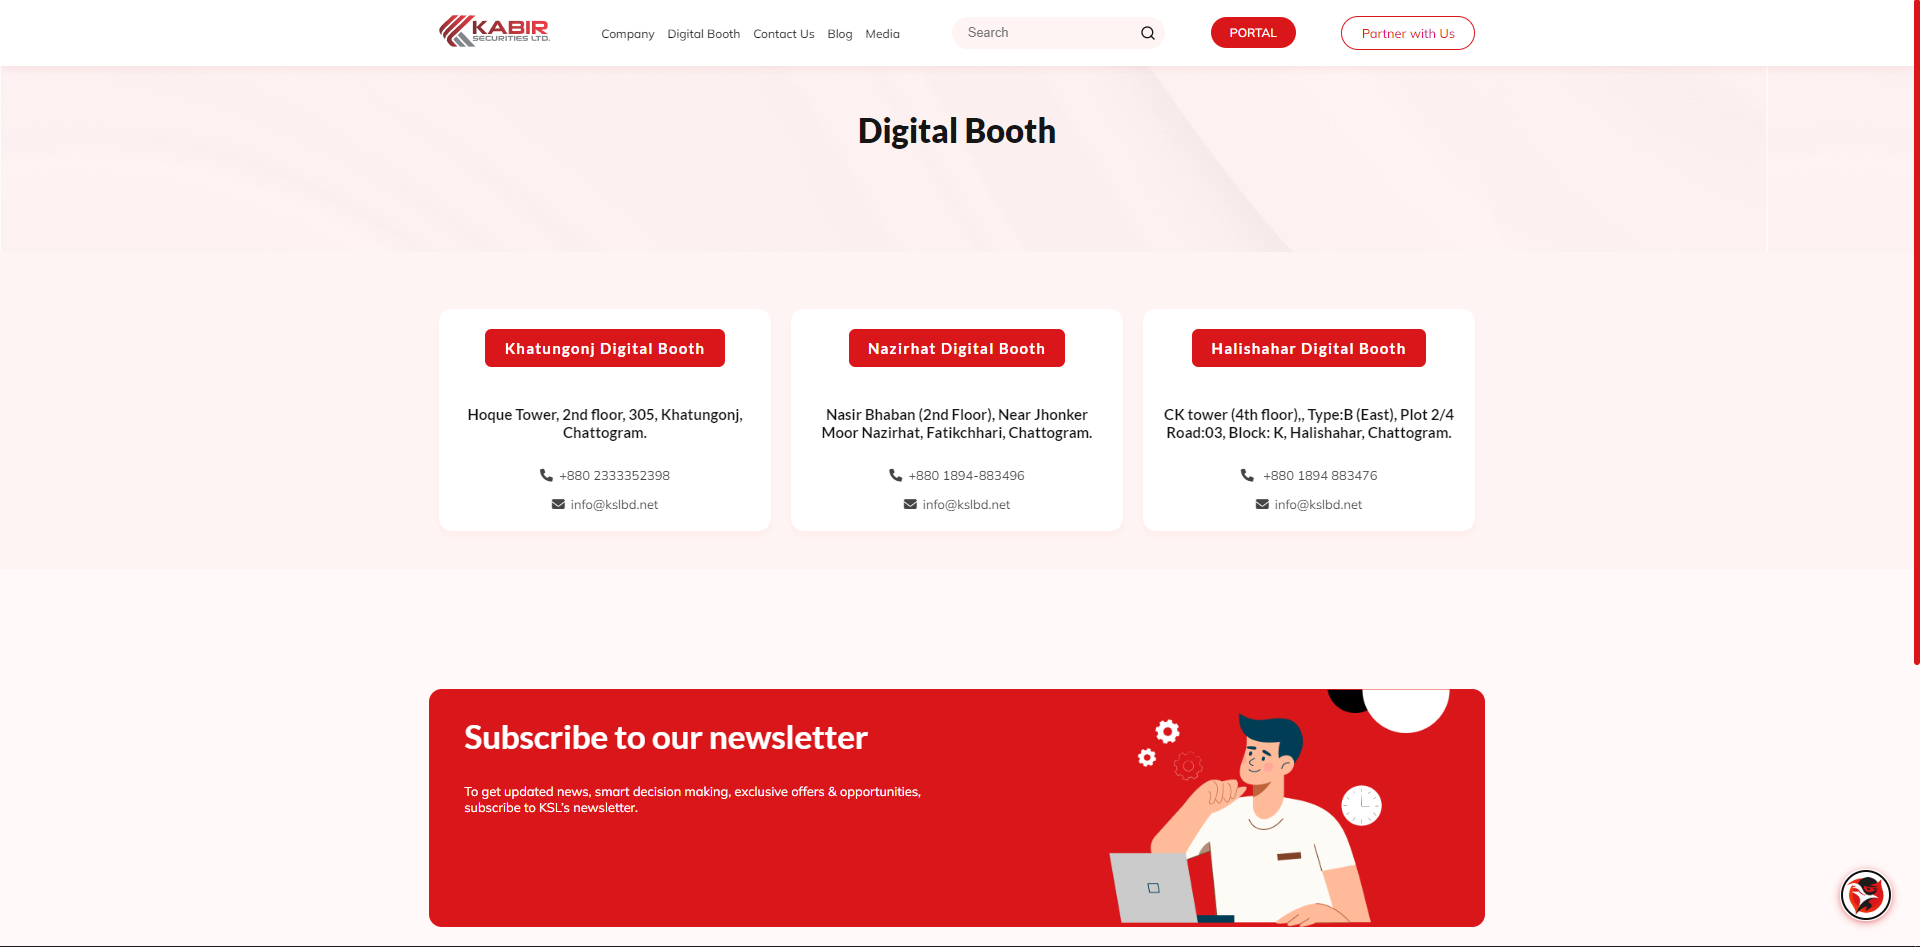 KABIR
SECURITIES LTD.
Company
Digital Booth
Contact Us
Blog
Media
Search
PORTAL
Partner with Us
Digital Booth
Khatungonj Digital Booth
Hoque Tower, 2nd floor, 305, Khatungonj,
Chattogram.
+880 2333352398
info@kslbd.net
Nazirhat Digital Booth
Nasir Bhaban (2nd Floor), Near Jhonker
Moor Nazirhat, Fatikchhari, Chattogram.
+880 1894-883496
info@kslbd.net
Halishahar Digital Booth
CK tower (4th floor),, Type:B (East), Plot 2/4
Road:03, Block: K, Halishahar, Chattogram.
+880 1894 883476
info@kslbd.net
Subscribe to our newsletter
To get updated news, smart decision making, exclusive offers & opportunities,
subscribe to KSL’s newsletter.